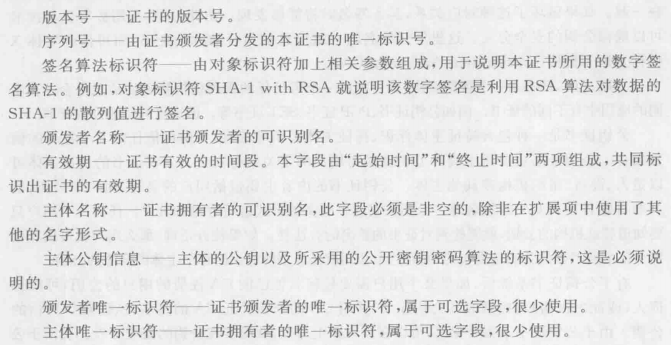 版本号——证书的版本号。
序列号——由证书颁发者分发的本证书的唯一标识号。
签名算法标识符——由对象标识符加上相关参数组成,用于说明本证书所用的数字签
名算法。例如,对象标识符 SHA-1 with RSA 就说明该数字签名是利用 RSA 算法对数据的
SHA-1 的散列值进行签名。
颁发者名称——证书颁发者的可识别名。
有效期——证书有效的时间段。本字段由“起始时间”和“终止时间”两项组成,共同标
识出证书的有效期。
主体名称——证书拥有者的可识别名,此字段必须是非空的,除非在扩展项中使用了其
他的名字形式。
主体公钥信息——主体的公钥以及所采用的公开密钥密码算法的标识符,这是必须说
明的。
颁发者唯一标识符——证书颁发者的唯一标识符,属于可选字段,很少使用。
主体唯一标识符——证书拥有者的唯一标识符,属于可选字段,很少使用。